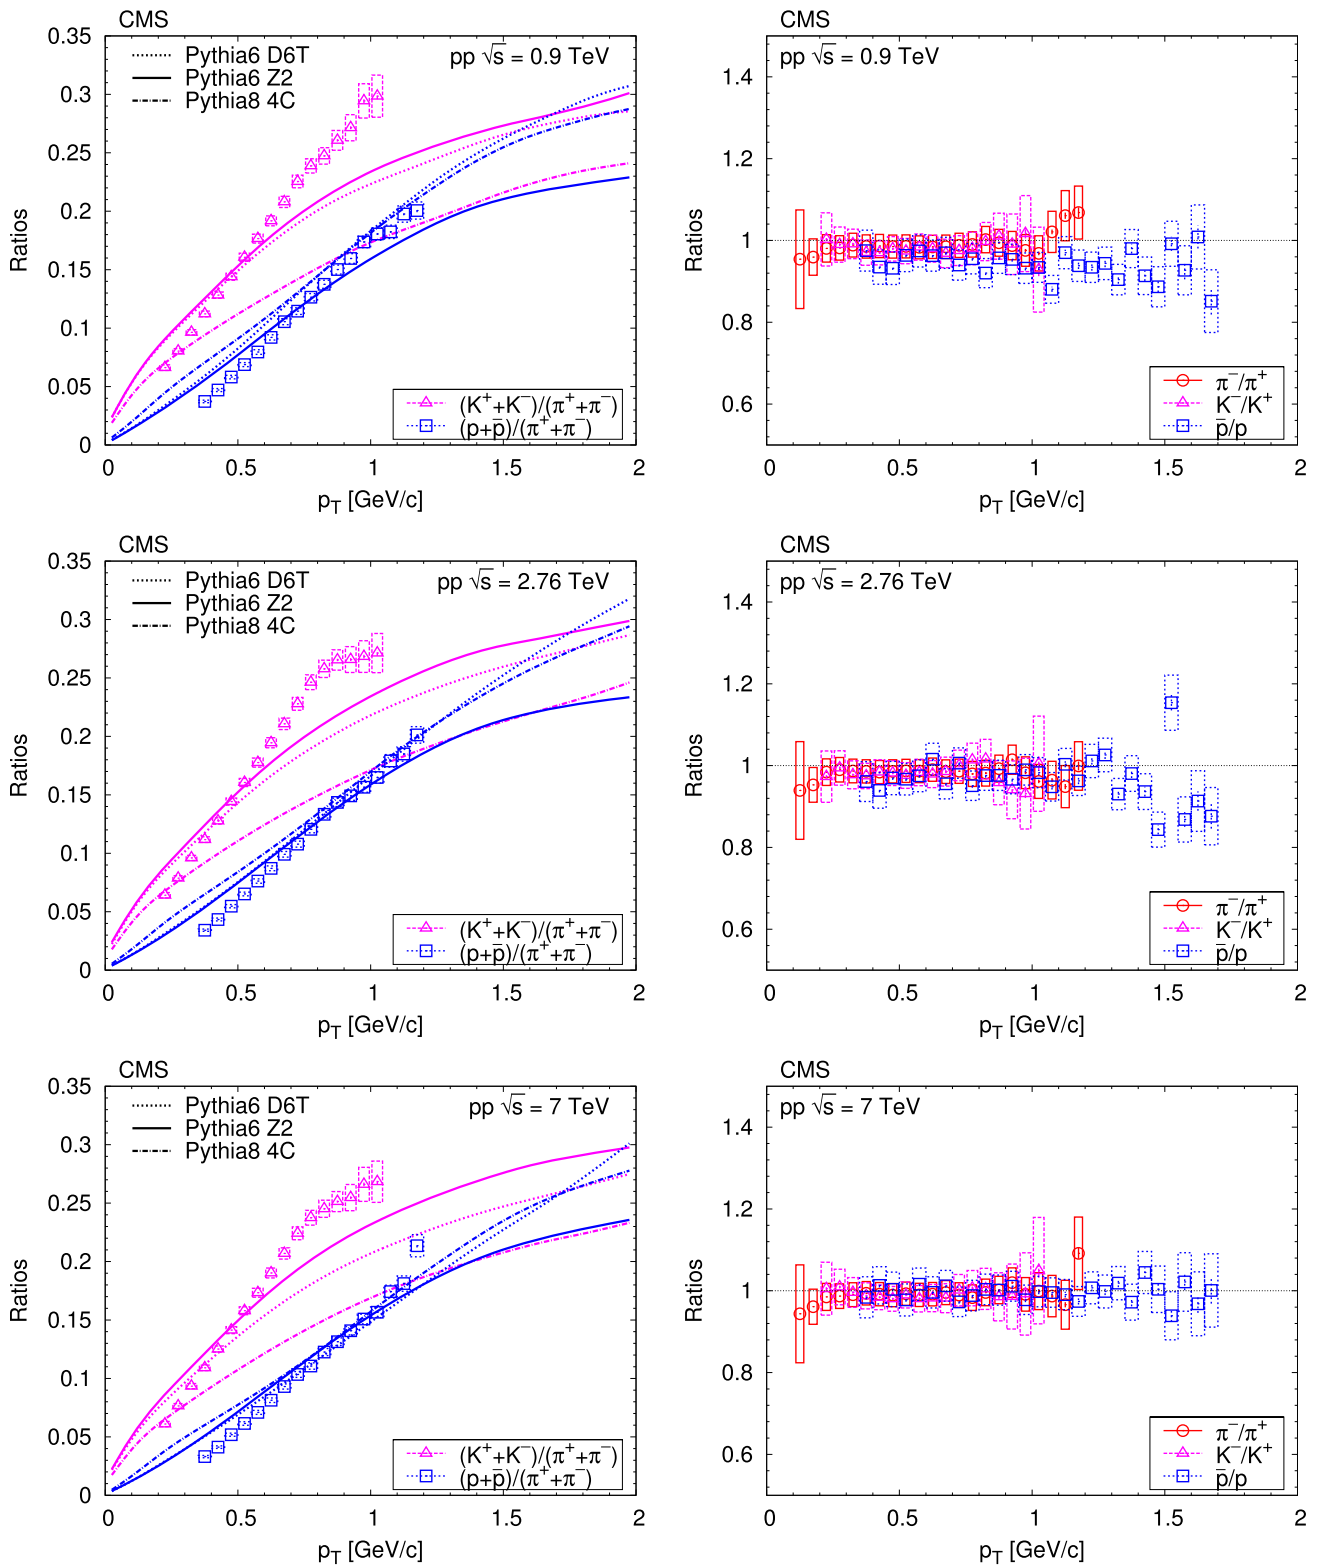 CMS
0.35
0.3
0.25
0.2
0.15
0.1
0.05
0
Ratios
Pythia6 D6T
Pythia6 Z2
Pythia8 4C
pp √s = 0.9 TeV
(K⁺+K⁻)/(π⁺+π⁻)
(p+p̄)/(π⁺+π⁻)
0 0.5 1 1.5 2
p_T [GeV/c]
CMS
1.4
1.2
1
0.8
0.6
Ratios
pp √s = 0.9 TeV
π⁻/π⁺
K⁻/K⁺
p̄/p
0 0.5 1 1.5 2
p_T [GeV/c]
CMS
0.35
0.3
0.25
0.2
0.15
0.1
0.05
0
Ratios
Pythia6 D6T
Pythia6 Z2
Pythia8 4C
pp √s = 2.76 TeV
(K⁺+K⁻)/(π⁺+π⁻)
(p+p̄)/(π⁺+π⁻)
0 0.5 1 1.5 2
p_T [GeV/c]
CMS
1.4
1.2
1
0.8
0.6
Ratios
pp √s = 2.76 TeV
π⁻/π⁺
K⁻/K⁺
p̄/p
0 0.5 1 1.5 2
p_T [GeV/c]
CMS
0.35
0.3
0.25
0.2
0.15
0.1
0.05
0
Ratios
Pythia6 D6T
Pythia6 Z2
Pythia8 4C
pp √s = 7 TeV
(K⁺+K⁻)/(π⁺+π⁻)
(p+p̄)/(π⁺+π⁻)
0 0.5 1 1.5 2
p_T [GeV/c]
CMS
1.4
1.2
1
0.8
0.6
Ratios
pp √s = 7 TeV
π⁻/π⁺
K⁻/K⁺
p̄/p
0 0.5 1 1.5 2
p_T [GeV/c]